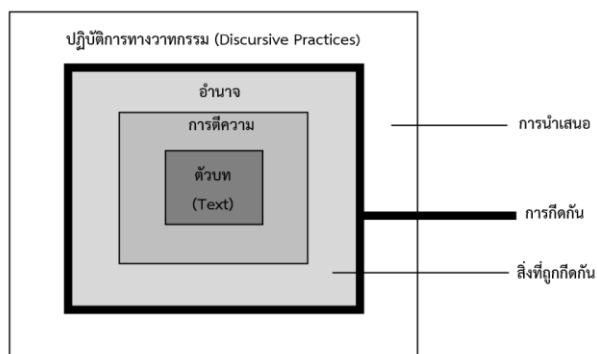 ปฏิบัติการทางวาทกรรม (Discursive Practices)
อำนาจ
การตีความ
ตัวบท
(Text)
การนำเสนอ
การกีดกัน
สิ่งที่ถูกกีดกัน